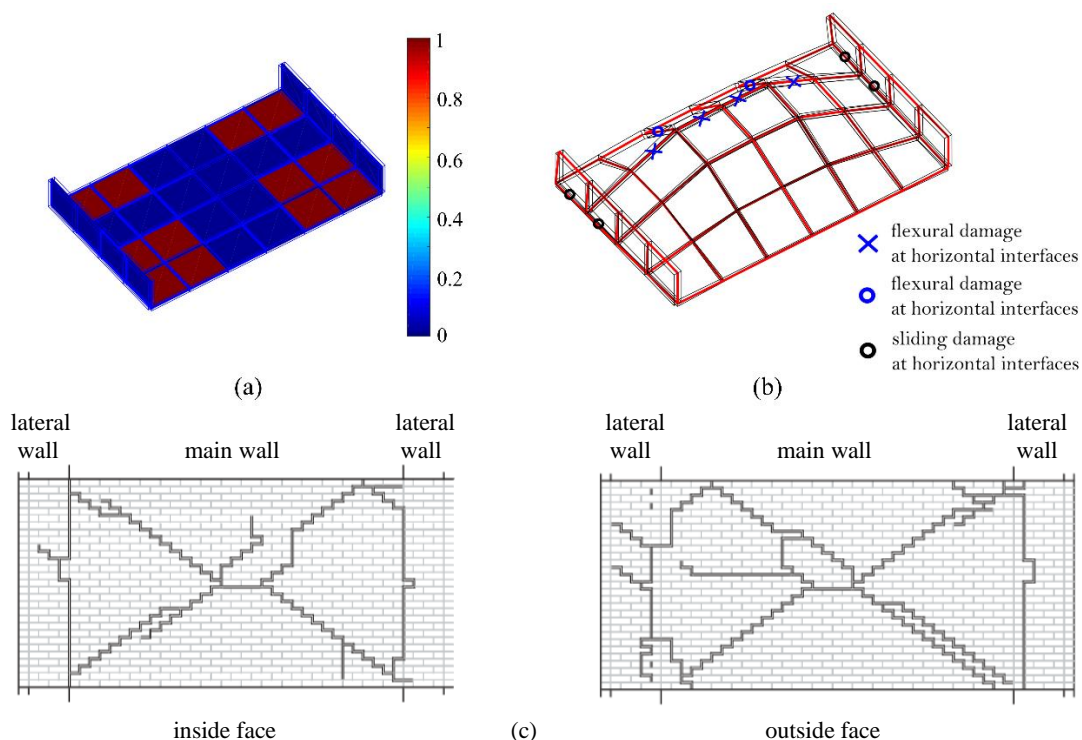 1
0.8
0.6
0.4
0.2
0
flexural damage
at horizontal interfaces
flexural damage
at horizontal interfaces
sliding damage
at horizontal interfaces
(a)
(b)
lateral
wall
main wall
lateral
wall
lateral
wall
main wall
lateral
wall
inside face
(c)
outside face